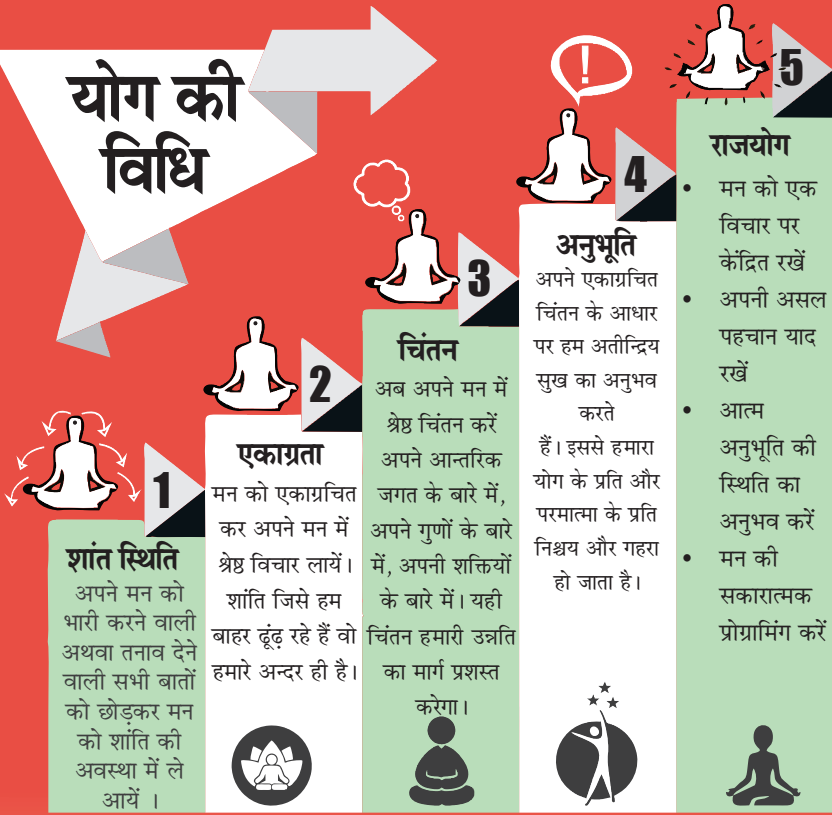 योग की
विधि
1
शांत स्थिति
अपने मन को
भारी करने वाली
अथवा तनाव देने
वाली सभी बातों
को छोड़कर मन
को शांति की
अवस्था में ले
आयें ।
2
एकाग्रता
मन को एकाग्रचित
कर अपने मन में
श्रेष्ठ विचार लायें।
शांति जिसे हम
बाहर ढूंढ़ रहे हैं वो
हमारे अन्दर ही है।
3
चिंतन
अब अपने मन में
श्रेष्ठ चिंतन करें
अपने आन्तरिक
जगत के बारे में,
अपने गुणों के बारे
में, अपनी शक्तियों
के बारे में। यही
चिंतन हमारी उन्नति
का मार्ग प्रशस्त
करेगा।
!
4
अनुभूति
अपने एकाग्रचित
चिंतन के आधार
पर हम अतीन्द्रिय
सुख का अनुभव
करते
हैं। इससे हमारा
योग के प्रति और
परमात्मा के प्रति
निश्चय और गहरा
हो जाता है।
5
राजयोग
• मन को एक
विचार पर
केंद्रित रखें
• अपनी असल
पहचान याद
रखें
• आत्म
अनुभूति की
स्थिति का
अनुभव करें
• मन की
सकारात्मक
प्रोग्रामिंग करें